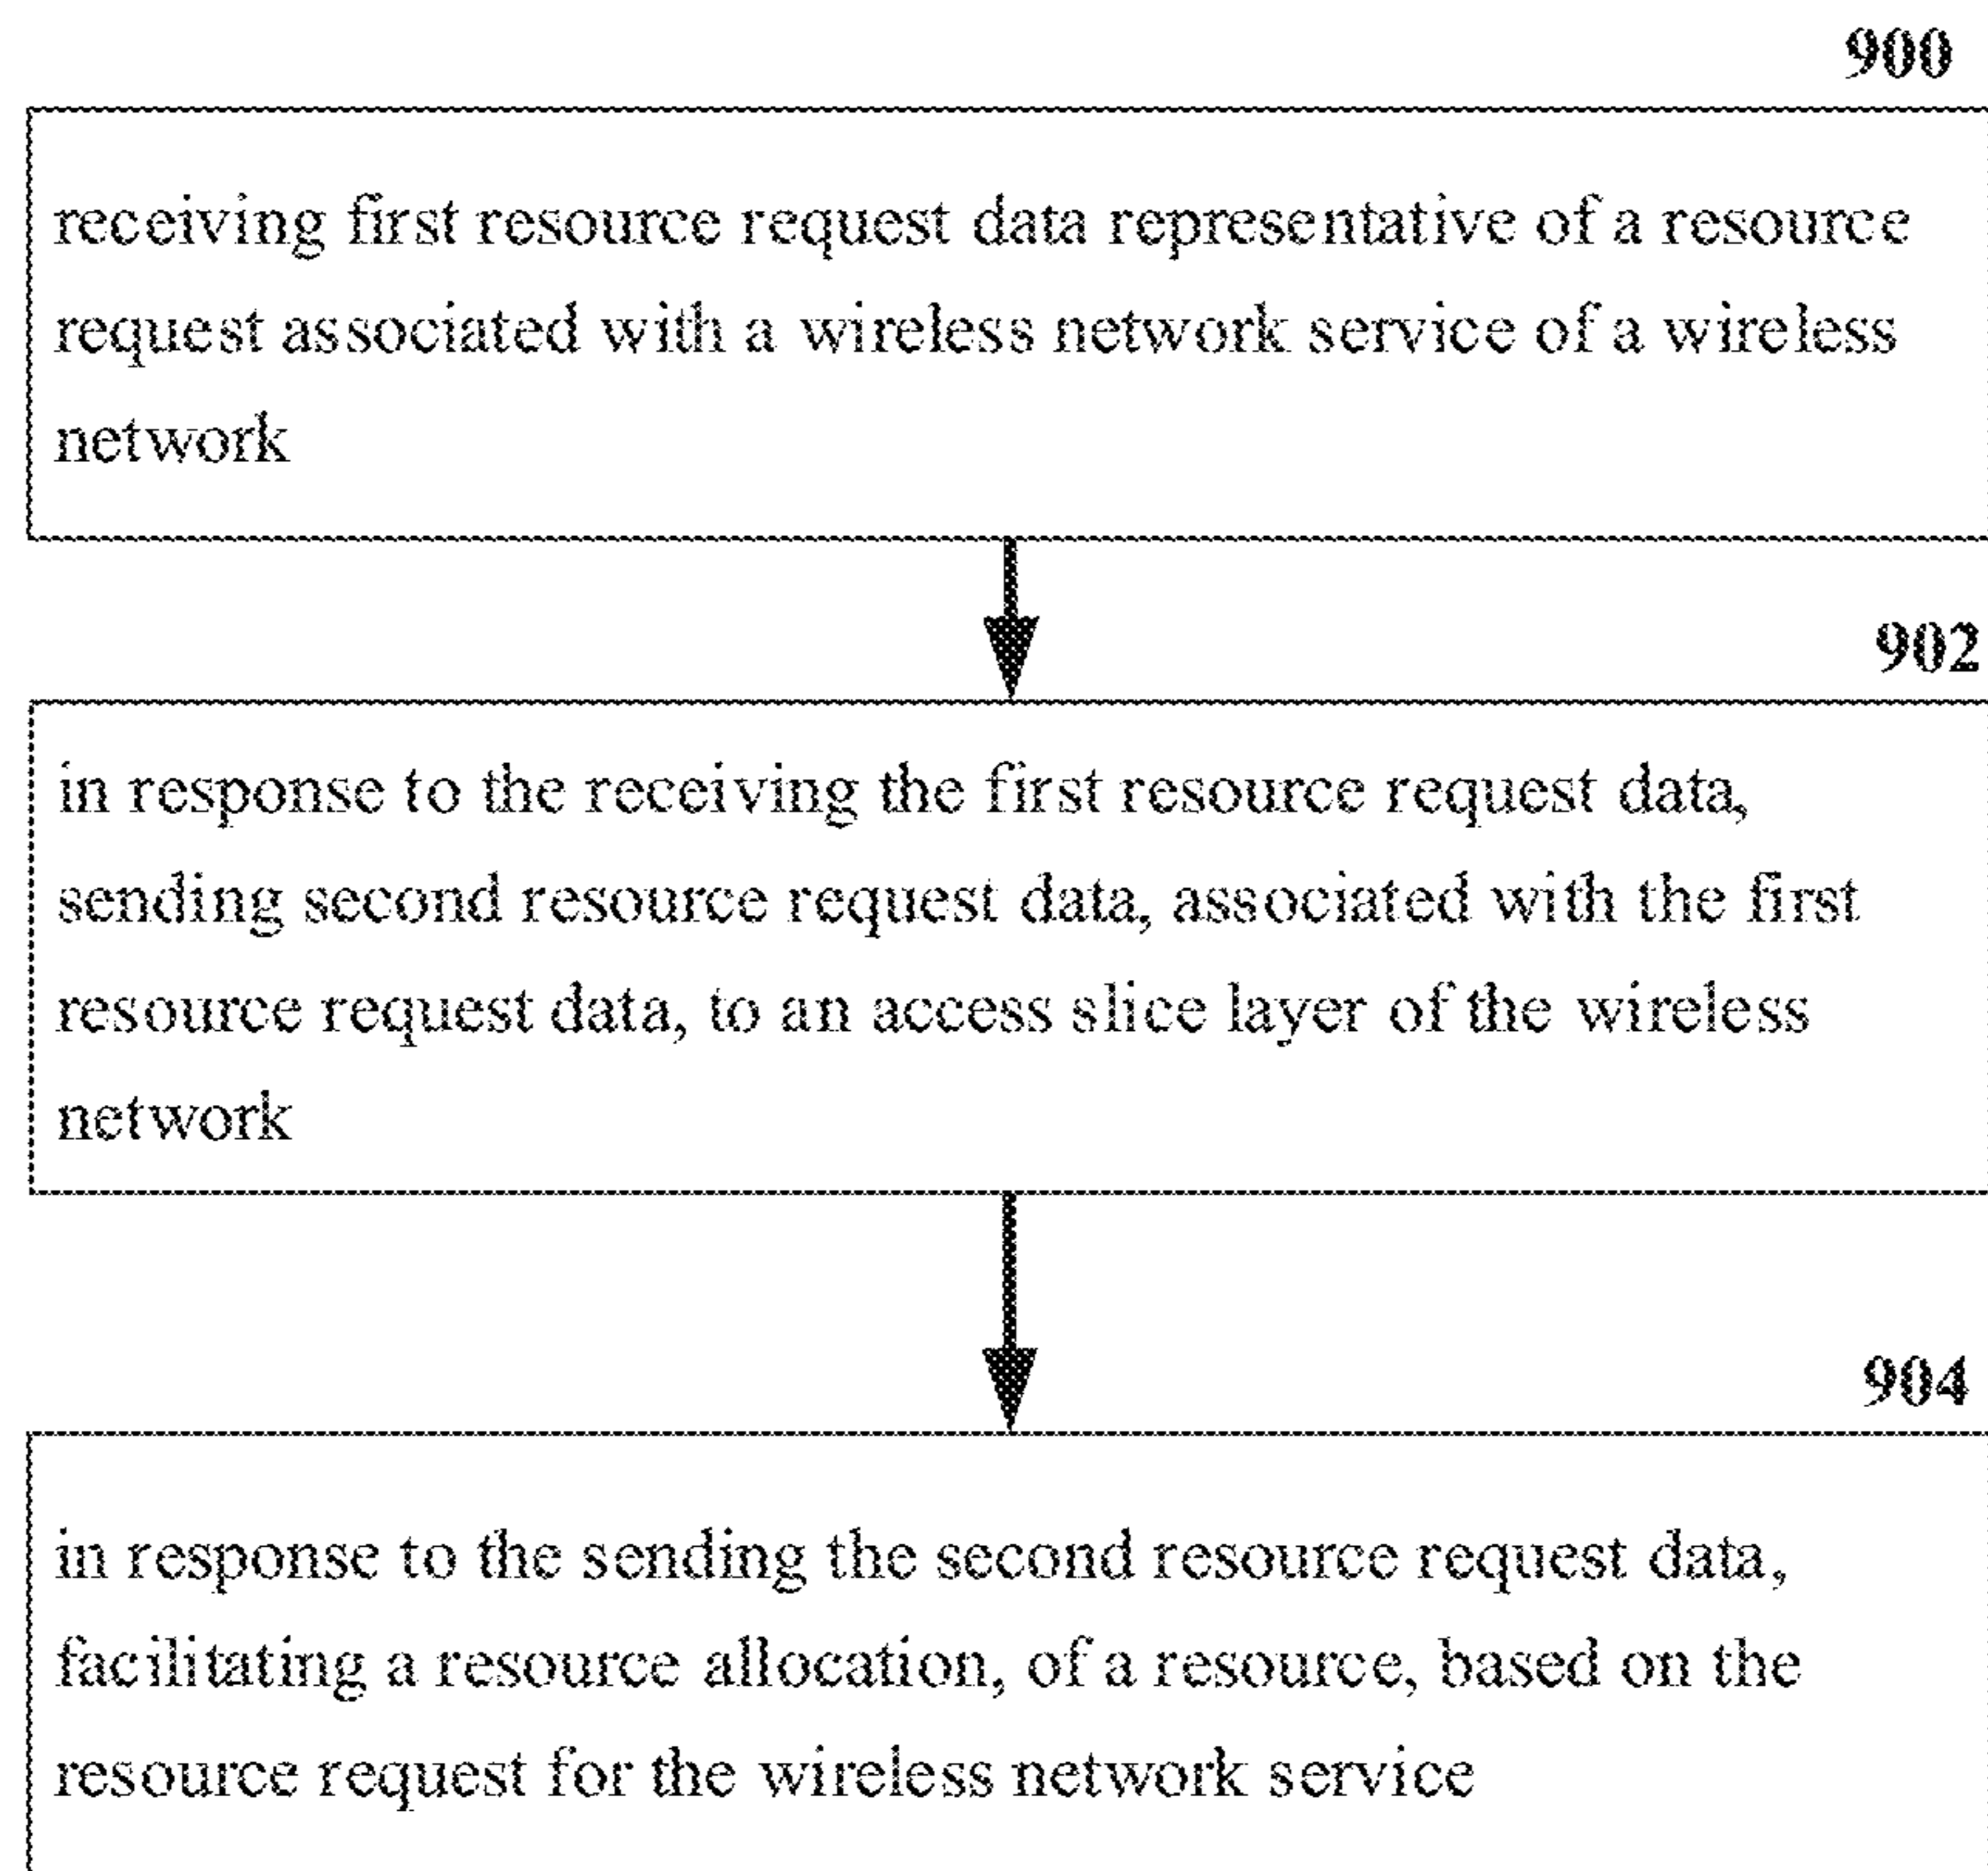 900
receiving first resource request data representative of a resource
request associated with a wireless network service of a wireless
network
902
in response to the receiving the first resource request data,
sending second resource request data, associated with the first
resource request data, to an access slice layer of the wireless
network
904
in response to the sending the second resource request data,
facilitating a resource allocation, of a resource, based on the
resource request for the wireless network service